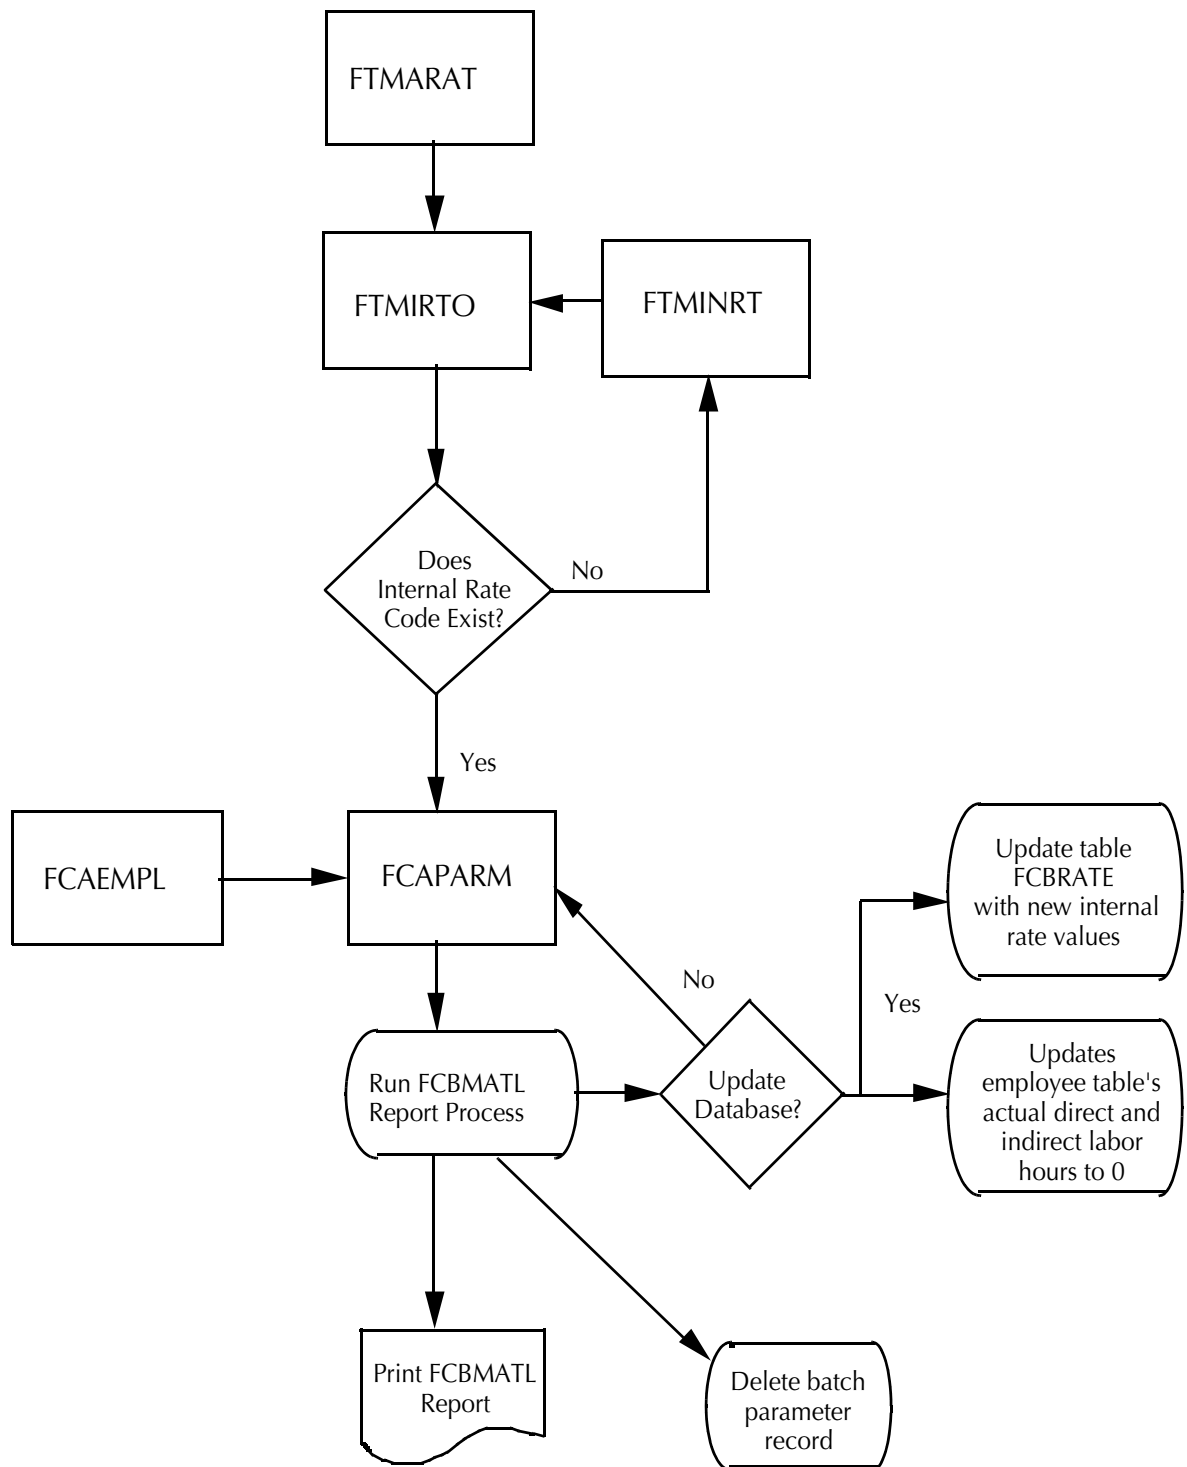 FTMARAT
FTMIRTO
FTMINRT
Does
Internal Rate
Code Exist?
No
Yes
FCAEMPL
FCAPARM
Update table
FCBRATE
with new internal
rate values
No
Yes
Run FCBMATL
Report Process
Update
Database?
Updates
employee table's
actual direct and
indirect labor
hours to 0
Print FCBMATL
Report
Delete batch
parameter
record